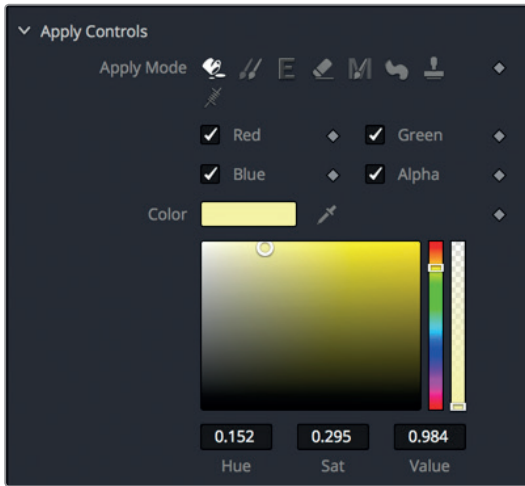 Apply Controls
Apply Mode
Red Green
Blue Alpha
Color
0.152 0.295 0.984
Hue Sat Value